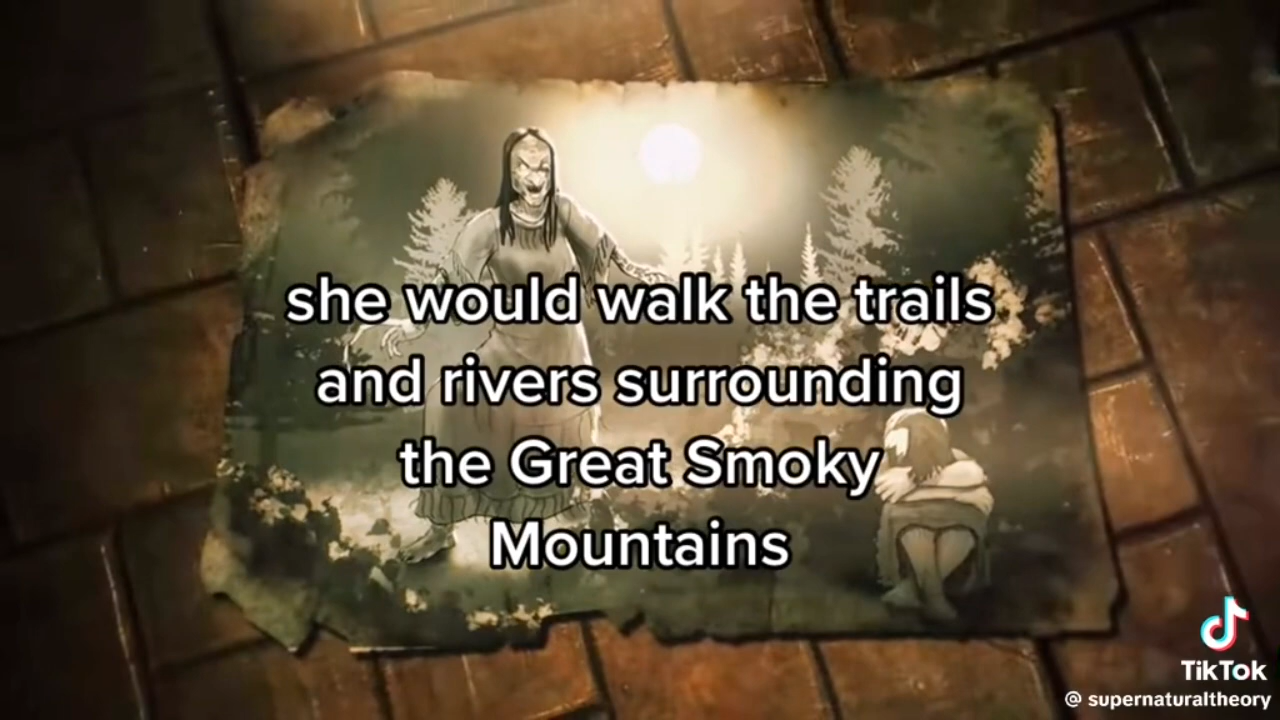 she would walk the trails
and rivers surrounding
the Great Smoky
Mountains
TikTok
@ supernaturaltheory